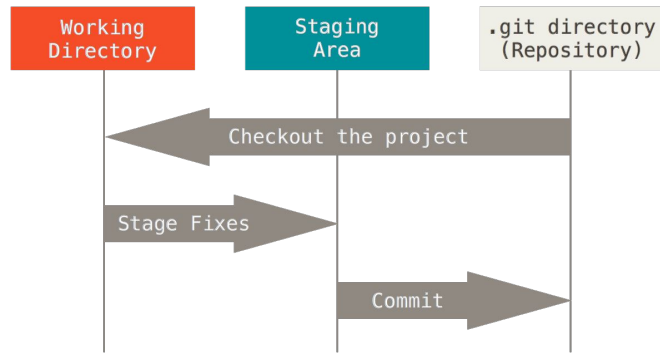 Working
Directory
Staging
Area
.git directory
(Repository)
Checkout the project
Stage Fixes
Commit